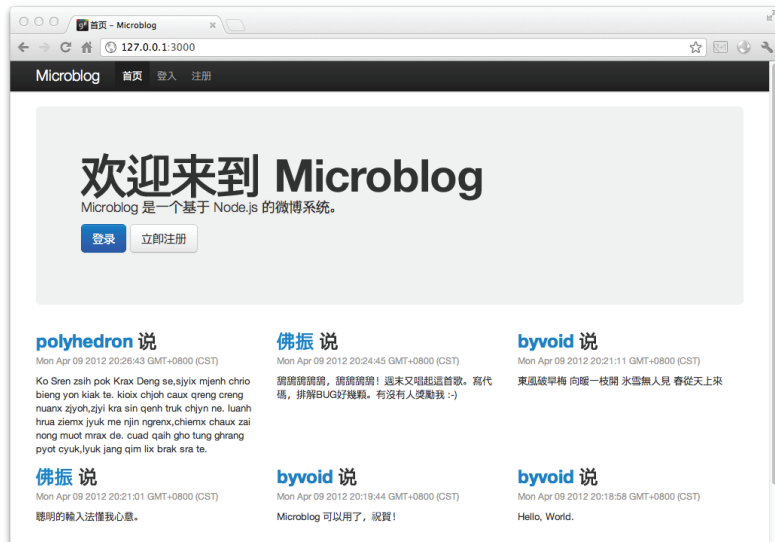 首页 - Microblog
127.0.0.1:3000
Microblog 首页 登入 注册
欢迎来到 Microblog
Microblog 是一个基于 Node.js 的微博系统。
登录 立即注册
polyhedron 说
Mon Apr 09 2012 20:26:43 GMT+0800 (CST)
Ko Sren zsih pok Krax Deng se,sjyix mjenh chrio
bieng yon kiak te. kioix chjoh caux qreng creng
nuanx zjyoh,zjyi kra sin qenh truk chjyn ne. luanh
hrua ziemx jyuk me njin ngrenx,chiemx chaux zai
nong muot mrax de. cuad qaih gho tung ghrang
pyot cyuk,lyuk jang qim lix brak sra te.
佛振 说
Mon Apr 09 2012 20:24:45 GMT+0800 (CST)
鵠鵠鵠鵠鵠，鵠鵠鵠鵠！週末又唱起這首歌。寫代
碼，排解BUG好幾顆。有沒有人獎勵我 :-)
byvoid 说
Mon Apr 09 2012 20:21:11 GMT+0800 (CST)
東風破早梅 向暖一枝開 氷雪無人見 春從天上來
佛振 说
Mon Apr 09 2012 20:21:01 GMT+0800 (CST)
聰明的輸入法懂我心意。
byvoid 说
Mon Apr 09 2012 20:19:44 GMT+0800 (CST)
Microblog 可以用了，祝賀！
byvoid 说
Mon Apr 09 2012 20:18:58 GMT+0800 (CST)
Hello, World.